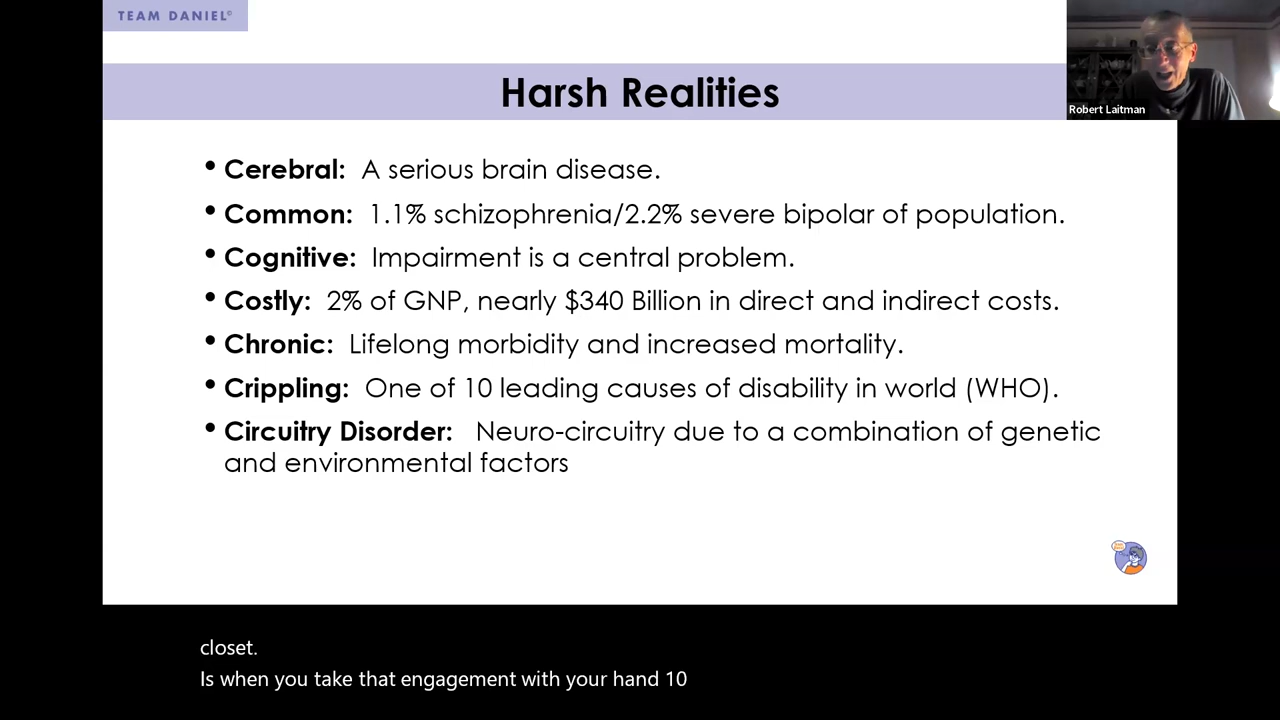 TEAM DANIEL©
Harsh Realities
Robert Laitman
• Cerebral: A serious brain disease.
• Common: 1.1% schizophrenia/2.2% severe bipolar of population.
• Cognitive: Impairment is a central problem.
• Costly: 2% of GNP, nearly $340 Billion in direct and indirect costs.
• Chronic: Lifelong morbidity and increased mortality.
• Crippling: One of 10 leading causes of disability in world (WHO).
• Circuitry Disorder: Neuro-circuitry due to a combination of genetic
and environmental factors
closet.
Is when you take that engagement with your hand 10